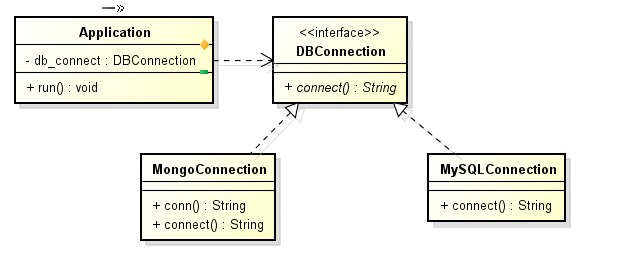 Application
- db_connect : DBConnection
+ run() : void
<<interface>>
DBConnection
+ connect() : String
MongoConnection
+ conn() : String
+ connect() : String
MySQLConnection
+ connect() : String